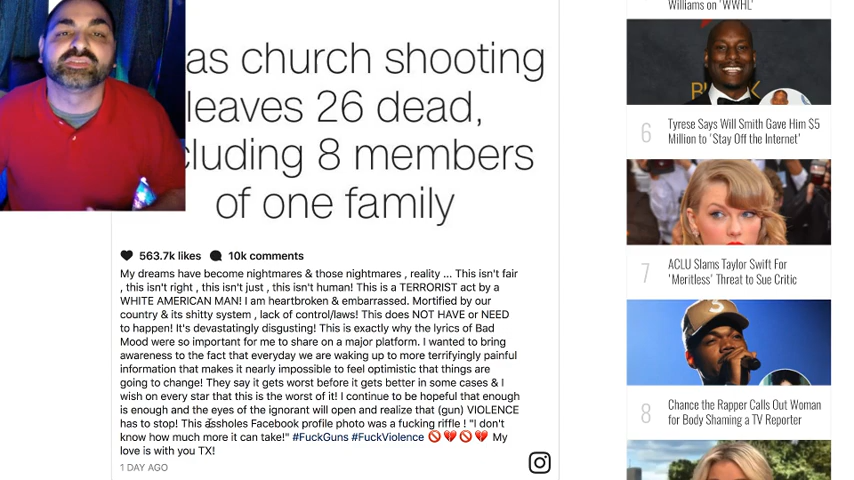 as church shooting
leaves 26 dead,
cluding 8 members
of one family
563.7k likes 10k comments
My dreams have become nightmares & those nightmares , reality ... This isn't fair
, this isn't right , this isn't just , this isn't human! This is a TERRORIST act by a
WHITE AMERICAN MAN! I am heartbroken & embarrassed. Mortified by our
country & its shitty system , lack of control/laws! This does NOT HAVE or NEED
to happen! It's devastatingly disgusting! This is exactly why the lyrics of Bad
Mood were so important for me to share on a major platform. I wanted to bring
awareness to the fact that everyday we are waking up to more terrifyingly painful
information that makes it nearly impossible to feel optimistic that things are
going to change! They say it gets worst before it gets better in some cases & I
wish on every star that this is the worst of it! I continue to be hopeful that enough
is enough and the eyes of the ignorant will open and realize that (gun) VIOLENCE
has to stop! This assholes Facebook profile photo was a fucking riffle ! "I don't
know how much more it can take!" #FuckGuns #FuckViolence 🚫💔🚫💔 My
love is with you TX!
1 DAY AGO
Williams on 'WWHL'
6 Tyrese Says Will Smith Gave Him $5
Million to 'Stay Off the Internet'
7 ACLU Slams Taylor Swift For
'Meritless' Threat to Sue Critic
8 Chance the Rapper Calls Out Woman
for Body Shaming a TV Reporter